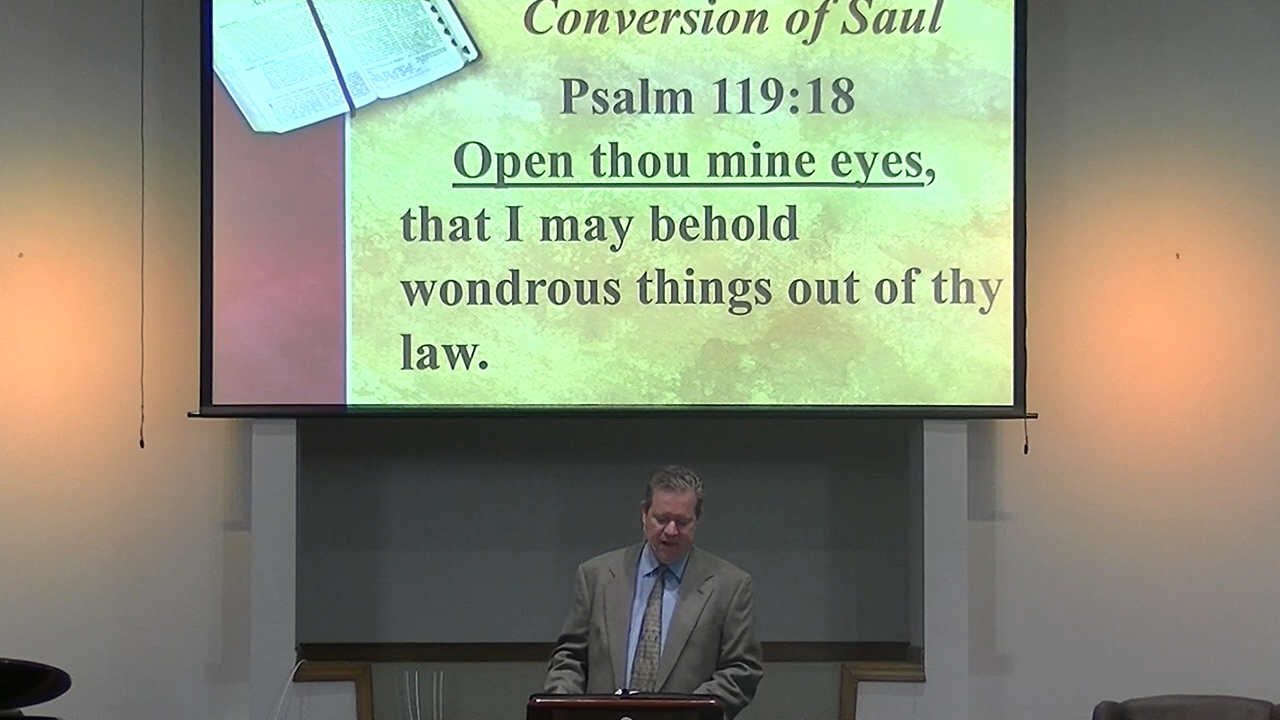 Conversion of Saul
Psalm 119:18
Open thou mine eyes,
that I may behold
wondrous things out of thy
law.